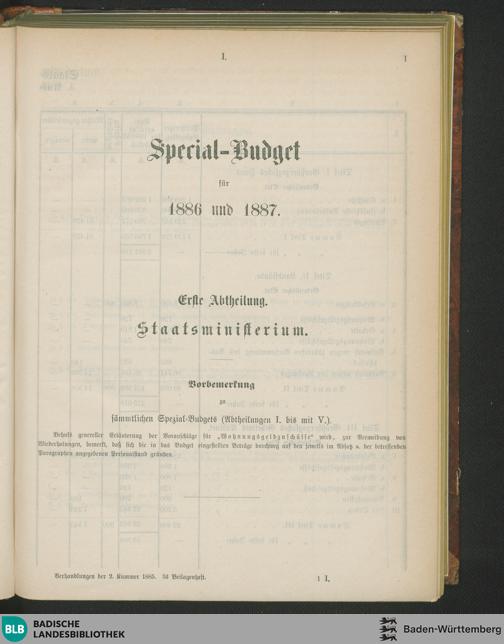 I.
1
Special-Budget
für
1886 und 1887.
Erste Abtheilung.
Staatsministerium.
Vorbemerkung
zu
sämmtlichen Spezial-Budgets (Abtheilungen I. bis mit V.).
Behufs genereller Erläuterung der Voranschläge für „Wohnungsgeldzuschüsse“ wird, zur Vermeidung von
Wiederholungen, bemerkt, daß sich die in das Budget eingestellten Beträge durchweg auf den jeweils im Absatz a. der betreffenden
Paragraphen angegebenen Personalstand gründen.
Verhandlungen der 2. Kammer 1885. 3s Beilagenheft.
1 I.
BLB BADISCHE
LANDESBIBLIOTHEK
Baden-Württemberg